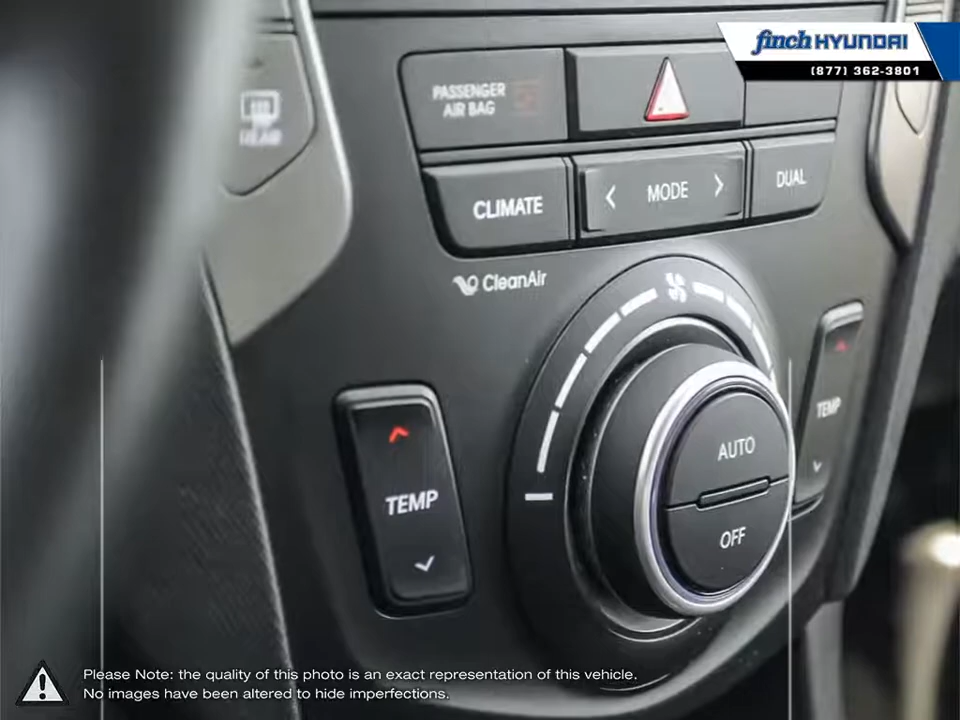 finch HYUNDAI
(877) 362-3801
PASSENGER
AIR BAG
REAR
CLIMATE
< MODE >
DUAL
CleanAir
TEMP
AUTO
OFF
TEMP
Please Note: the quality of this photo is an exact representation of this vehicle.
No images have been altered to hide imperfections.